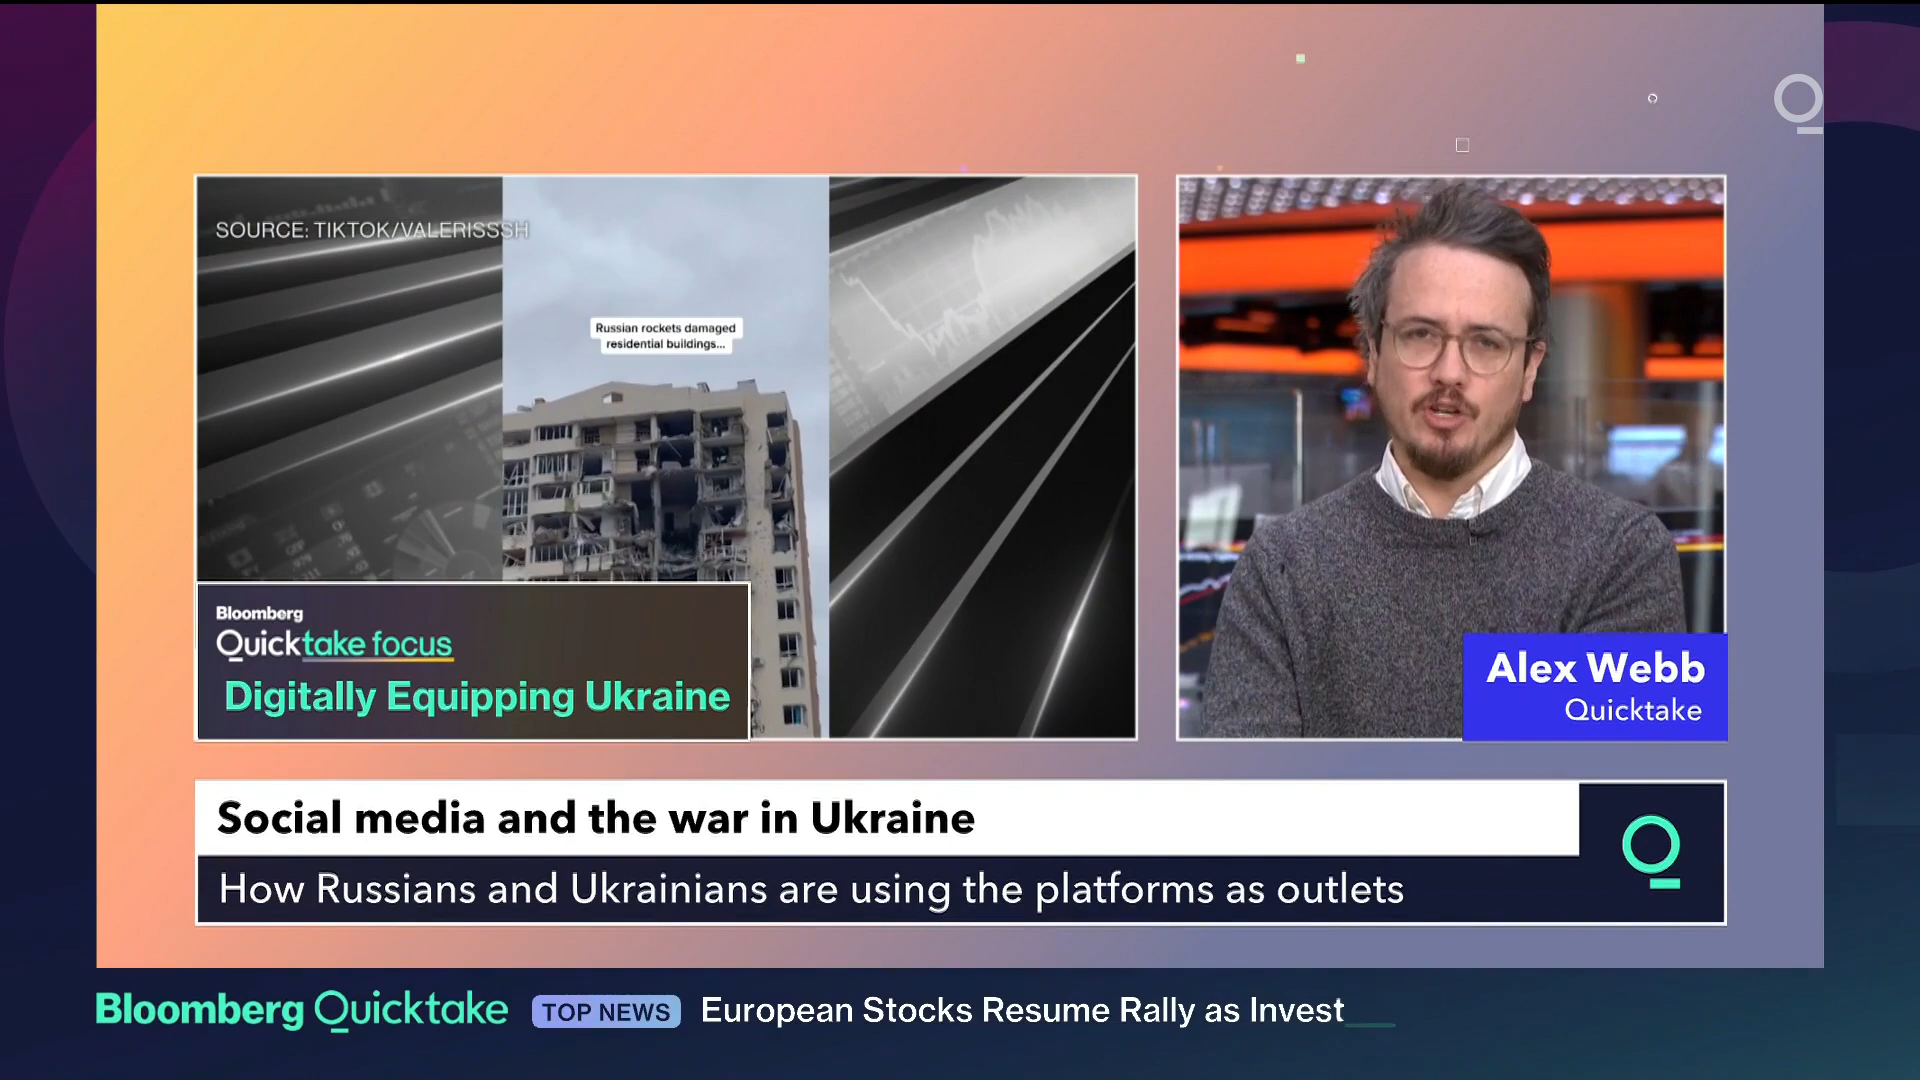 SOURCE: TIKTOK/VALERISSSH
Russian rockets damaged
residential buildings...
Bloomberg
Quicktake focus
Digitally Equipping Ukraine
Alex Webb
Quicktake
Social media and the war in Ukraine
How Russians and Ukrainians are using the platforms as outlets
Bloomberg Quicktake
TOP NEWS
European Stocks Resume Rally as Invest